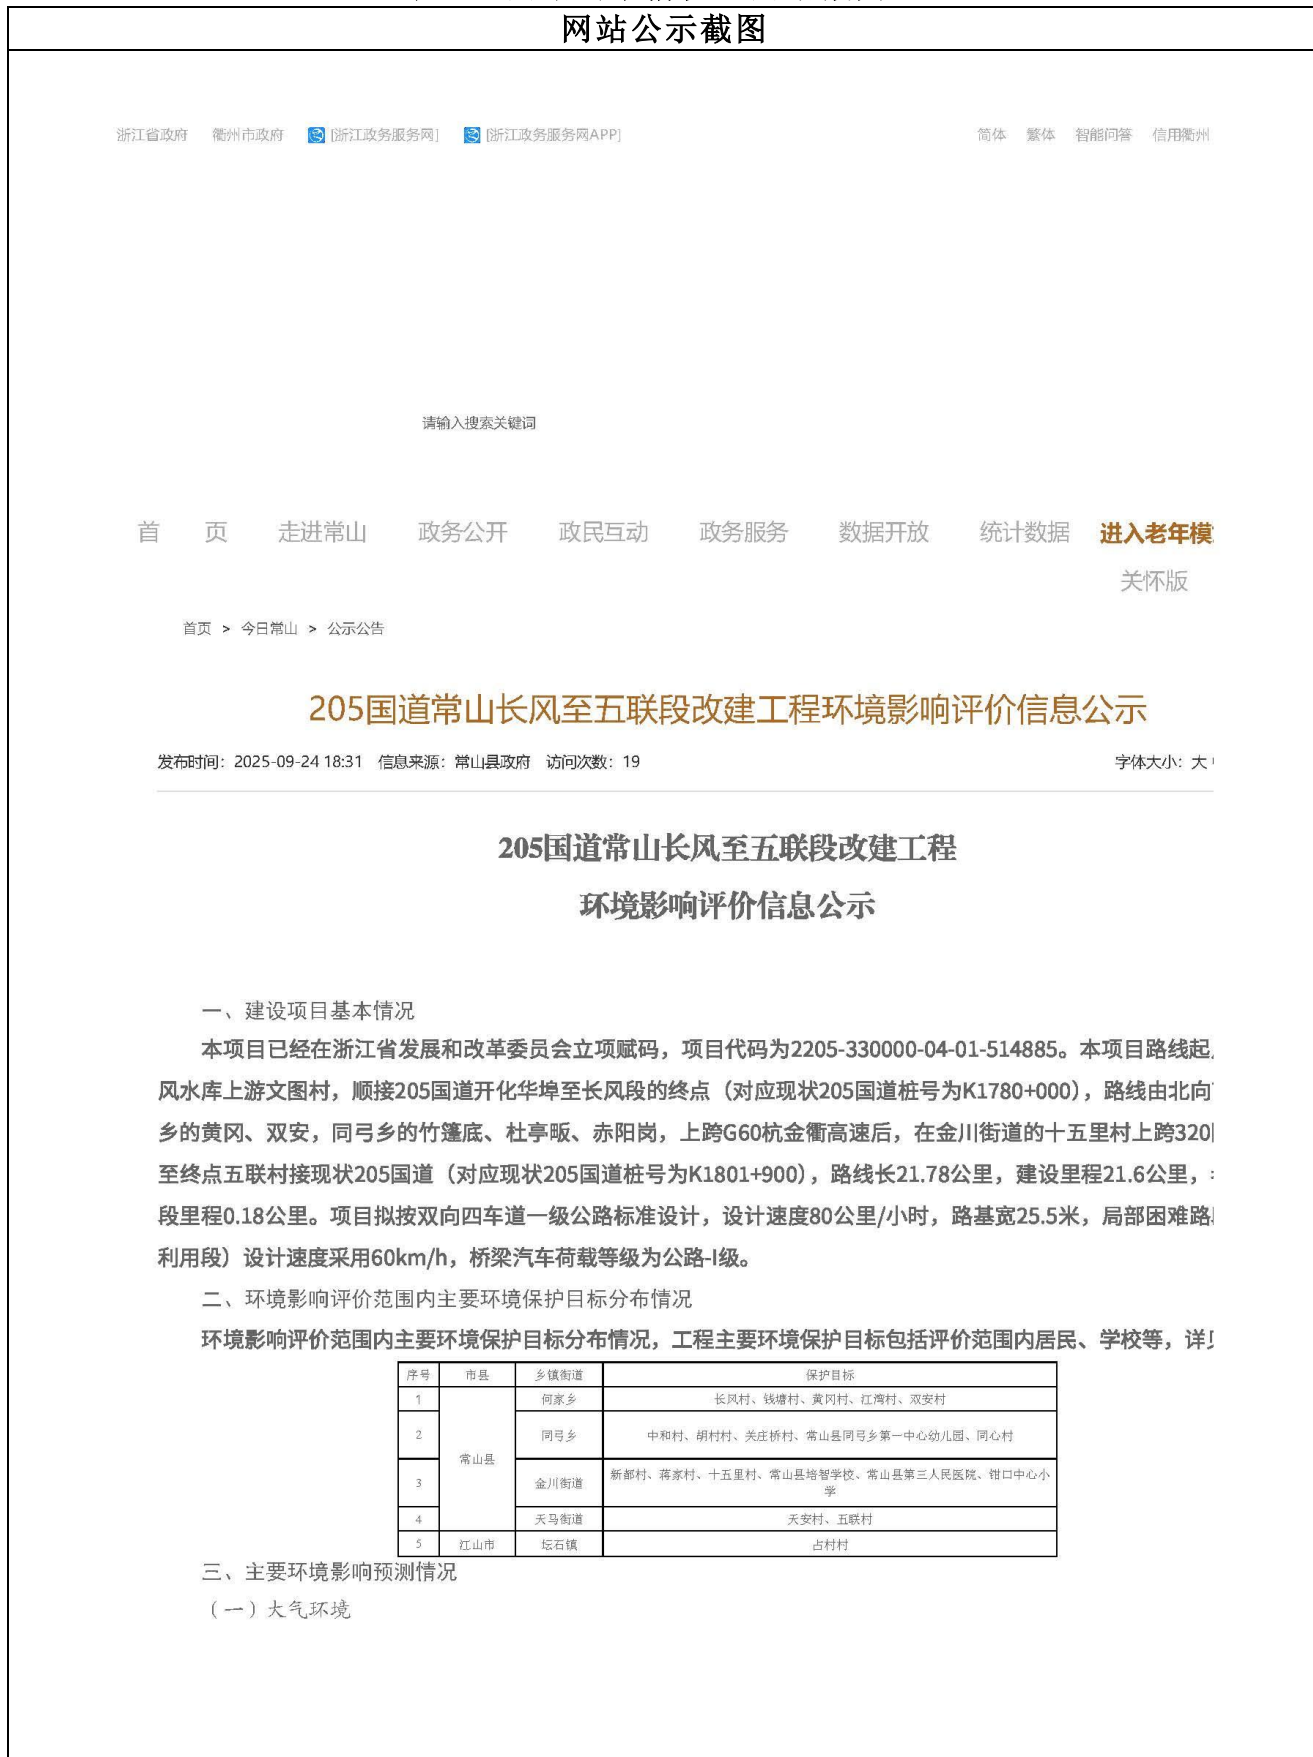 网站公示截图
浙江省政府 衢州市政府 [浙江政务服务网] [浙江政务服务网APP] 简体 繁体 智能问答 信用衢州
请输入搜索关键词
首 页 走进常山 政务公开 政民互动 政务服务 数据开放 统计数据 进入老年模
关怀版
首页 > 今日常山 > 公示公告
205国道常山长风至五联段改建工程环境影响评价信息公示
发布时间：2025-09-24 18:31 信息来源：常山县政府 访问次数：19 字体大小：大
205国道常山长风至五联段改建工程
环境影响评价信息公示
一、建设项目基本情况
本项目已经在浙江省发展和改革委员会立项赋码，项目代码为2205-330000-04-01-514885。本项目路线起
风水库上游文图村，顺接205国道开化华埠至长风段的终点（对应现状205国道桩号为K1780+000），路线由北向
乡的黄冈、双安，同弓乡的竹篷底、杜亭畈、赤阳岗，上跨G60杭金衢高速后，在金川街道的十五里村上跨320
至终点五联村接现状205国道（对应现状205国道桩号为K1801+900），路线长21.78公里，建设里程21.6公里，
段里程0.18公里。项目拟按双向四车道一级公路标准设计，设计速度80公里/小时，路基宽25.5米，局部困难路
利用段）设计速度采用60km/h，桥梁汽车荷载等级为公路-I级。
二、环境影响评价范围内主要环境保护目标分布情况
环境影响评价范围内主要环境保护目标分布情况，工程主要环境保护目标包括评价范围内居民、学校等，详
序号 市县 乡镇街道 保护目标
1 何家乡 长风村、钱塘村、黄冈村、江湾村、双安村
2 同弓乡 中和村、胡村村、关庄桥村、常山县同弓乡第一中心幼儿园、同心村
常山县
3 金川街道 新都村、蒋家村、十五里村、常山县培智学校、常山县第三人民医院、钳口中心小
学
4 天马街道 天安村、五联村
5 江山市 坛石镇 占村村
三、主要环境影响预测情况
（一）大气环境